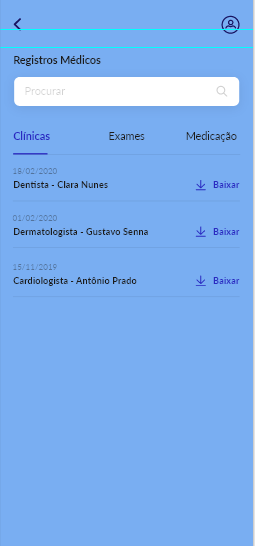 Registros Médicos
Procurar
Clínicas Exames Medicação
18/02/2020
Dentista - Clara Nunes Baixar
01/02/2020
Dermatologista - Gustavo Senna Baixar
15/11/2019
Cardiologista - Antônio Prado Baixar